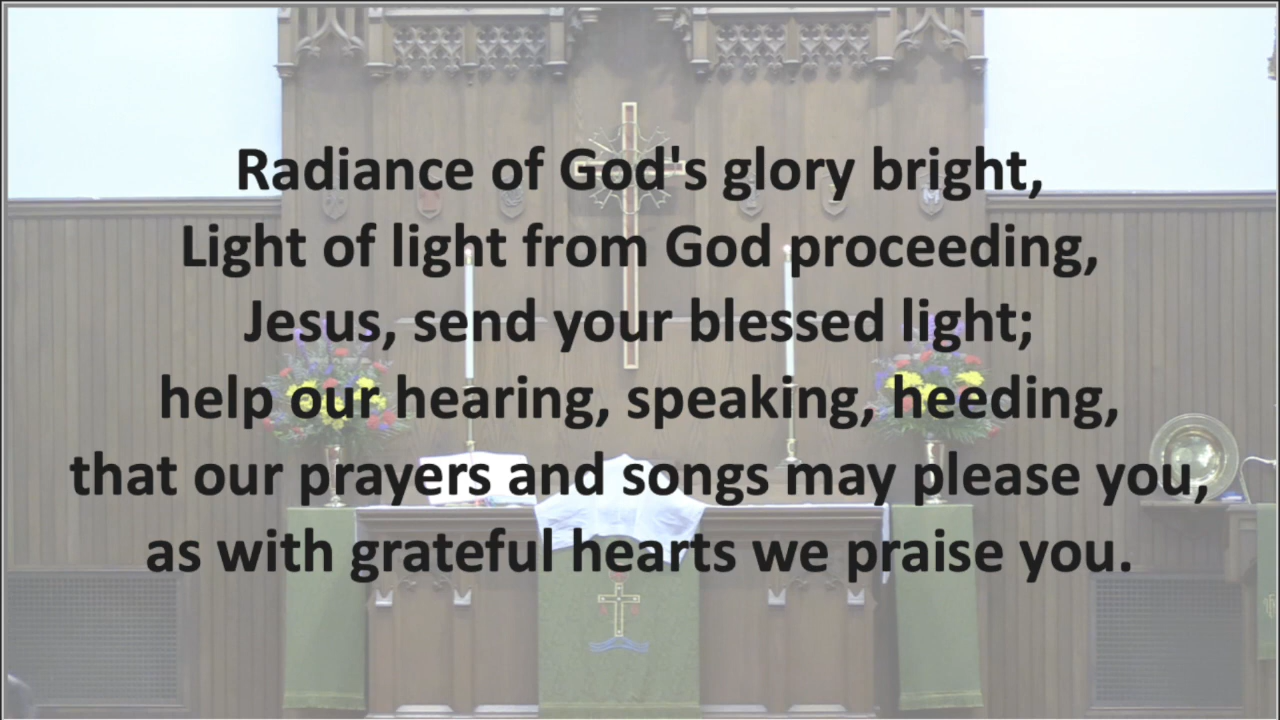 Radiance of God's glory bright,
Light of light from God proceeding,
Jesus, send your blessed light;
help our hearing, speaking, heeding,
that our prayers and songs may please you,
as with grateful hearts we praise you.